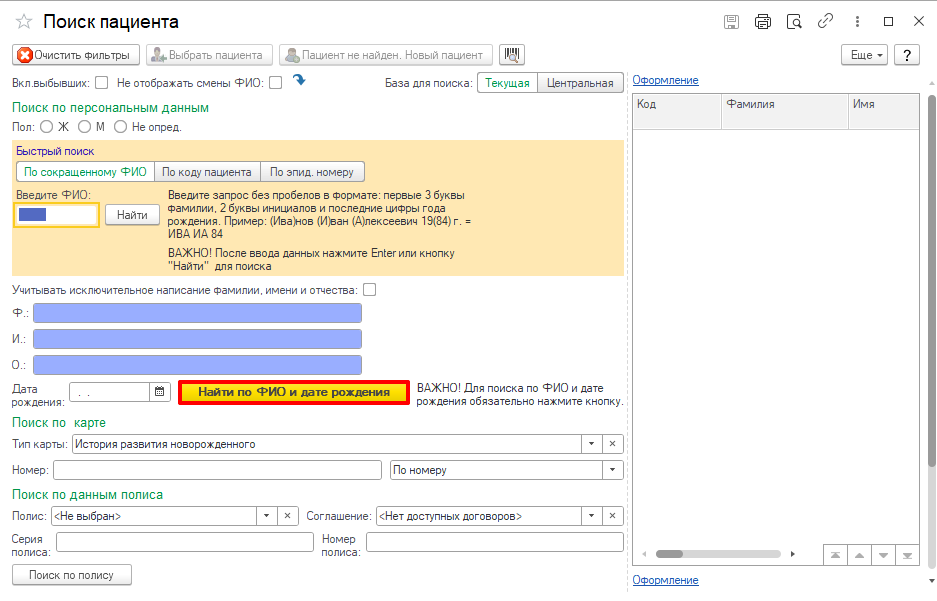 Поиск пациента
Очистить фильтры
Выбрать пациента
Пациент не найден. Новый пациент
Еще
?
Вкл.выбывших:
Не отображать смены ФИО:
База для поиска:
Текущая
Центральная
Поиск по персональным данным
Пол:
Ж
М
Не опред.
Быстрый поиск
По сокращенному ФИО
По коду пациента
По эпид. номеру
Введите ФИО:
Найти
Введите запрос без пробелов в формате: первые 3 буквы
фамилии, 2 буквы инициалов и последние цифры года
рождения. Пример: (Ива)нов (И)ван (А)лексеевич 19(84) г. =
ИВА ИА 84
ВАЖНО! После ввода данных нажмите Enter или кнопку
"Найти" для поиска
Учитывать исключительное написание фамилии, имени и отчества:
Ф.:
И.:
О.:
Дата
рождения:
. .
Найти по ФИО и дате рождения
ВАЖНО! Для поиска по ФИО и дате
рождения обязательно нажмите кнопку.
Поиск по карте
Тип карты:
История развития новорожденного
Номер:
По номеру
Поиск по данным полиса
Полис:
<Не выбран>
Соглашение:
<Нет доступных договоров>
Серия
полиса:
Номер
полиса:
Поиск по полису
Оформление
Код
Фамилия
Имя
Оформление